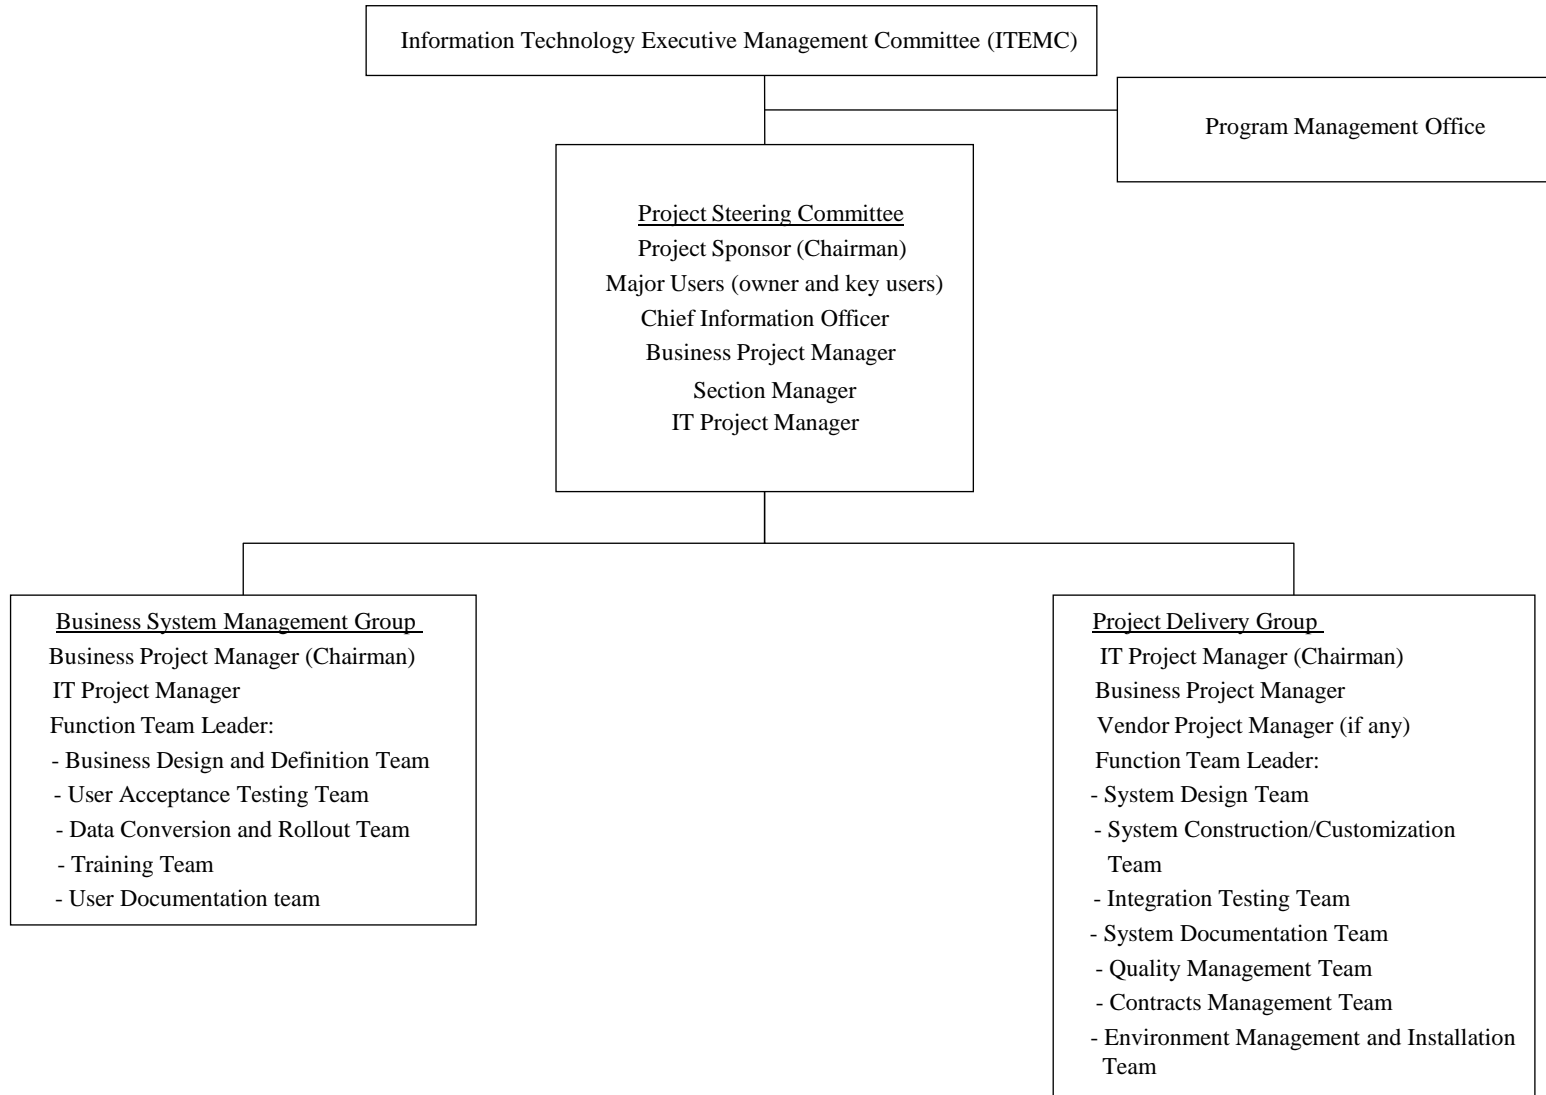 Information Technology Executive Management Committee (ITEMC)
Program Management Office
Project Steering Committee
Project Sponsor (Chairman)
Major Users (owner and key users)
Chief Information Officer
Business Project Manager
Section Manager
IT Project Manager
Business System Management Group
Business Project Manager (Chairman)
IT Project Manager
Function Team Leader:
- Business Design and Definition Team
- User Acceptance Testing Team
- Data Conversion and Rollout Team
- Training Team
- User Documentation team
Project Delivery Group
IT Project Manager (Chairman)
Business Project Manager
Vendor Project Manager (if any)
Function Team Leader:
- System Design Team
- System Construction/Customization
Team
- Integration Testing Team
- System Documentation Team
- Quality Management Team
- Contracts Management Team
- Environment Management and Installation
Team